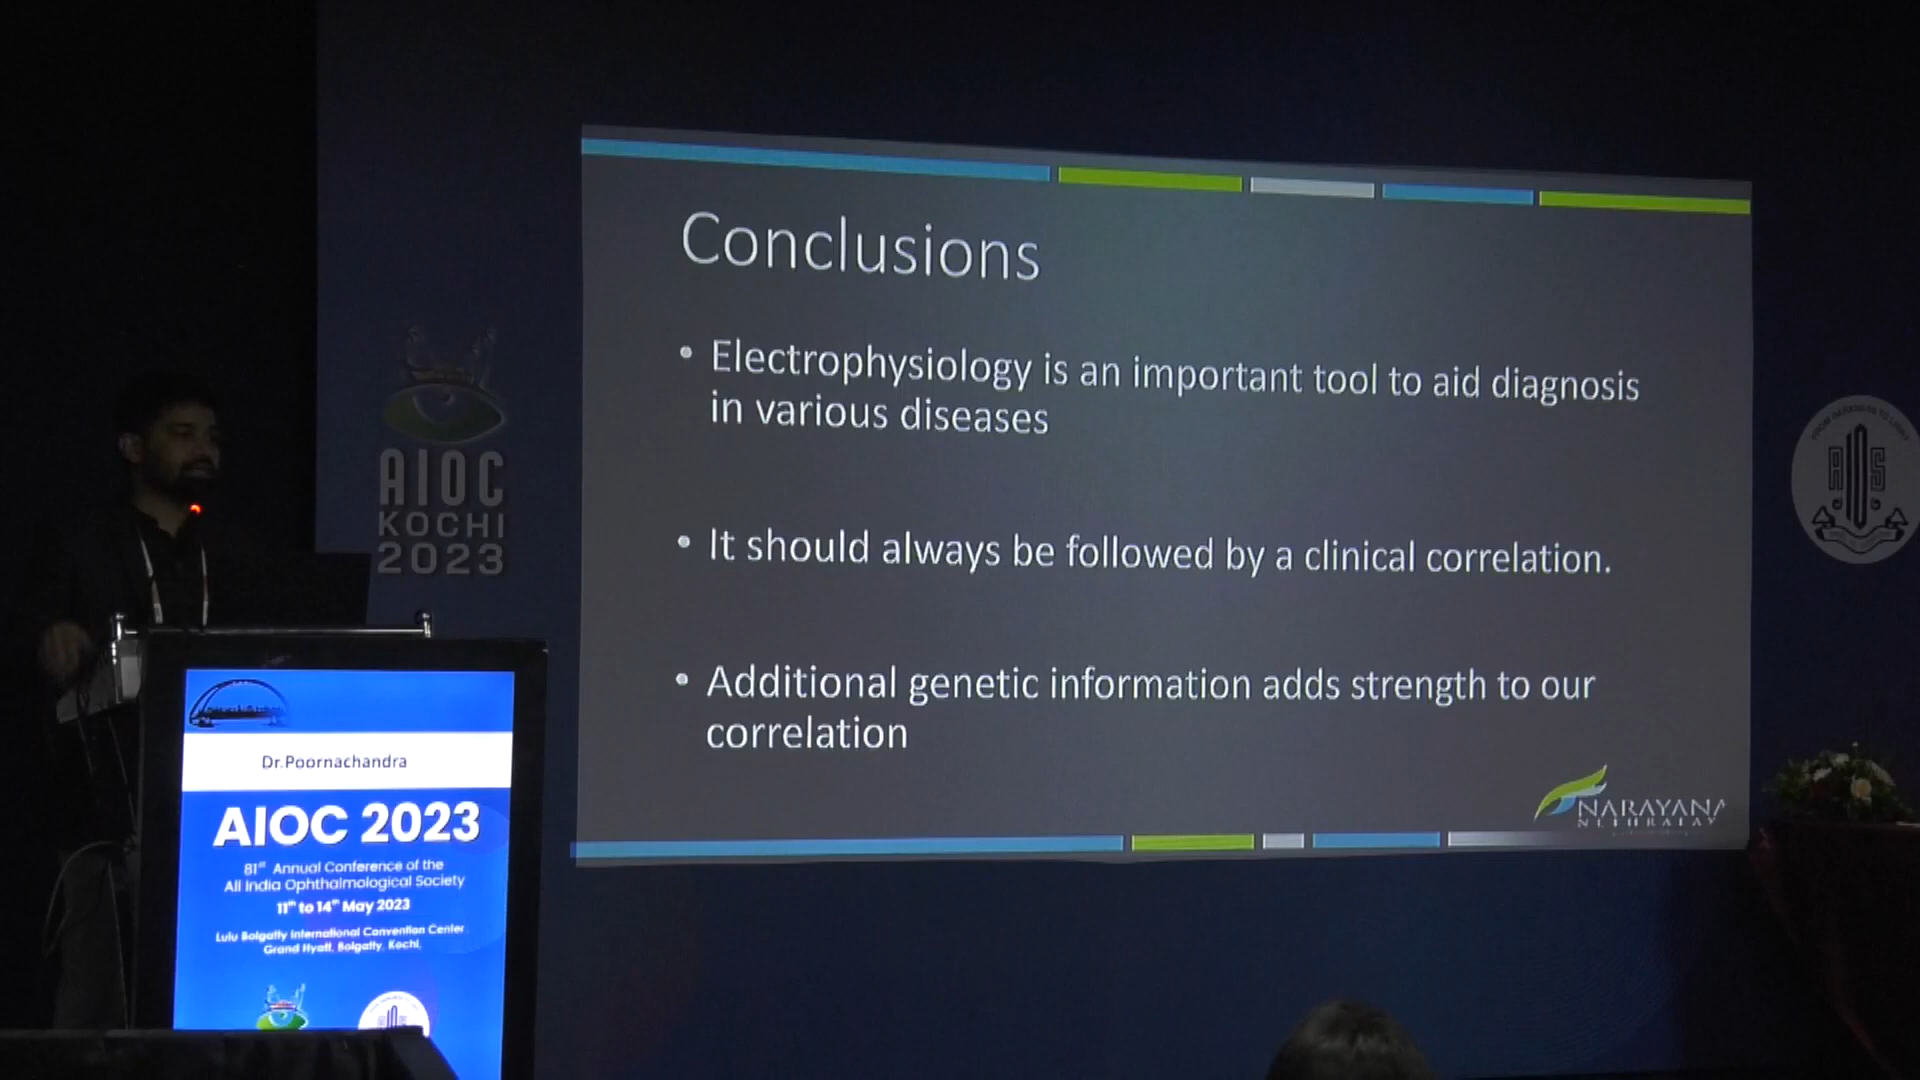 Conclusions
• Electrophysiology is an important tool to aid diagnosis
in various diseases
• It should always be followed by a clinical correlation.
• Additional genetic information adds strength to our
correlation
NARAYANA
NETHRALAYA
AIOC
KOCHI
2023
AIOS
Dr.Poornachandra
AIOC 2023
81st Annual Conference of the
All India Ophthalmological Society
11th to 14th May 2023
Lulu Bolgatty International Convention Center
Grand Hyatt, Bolgatty, Kochi,